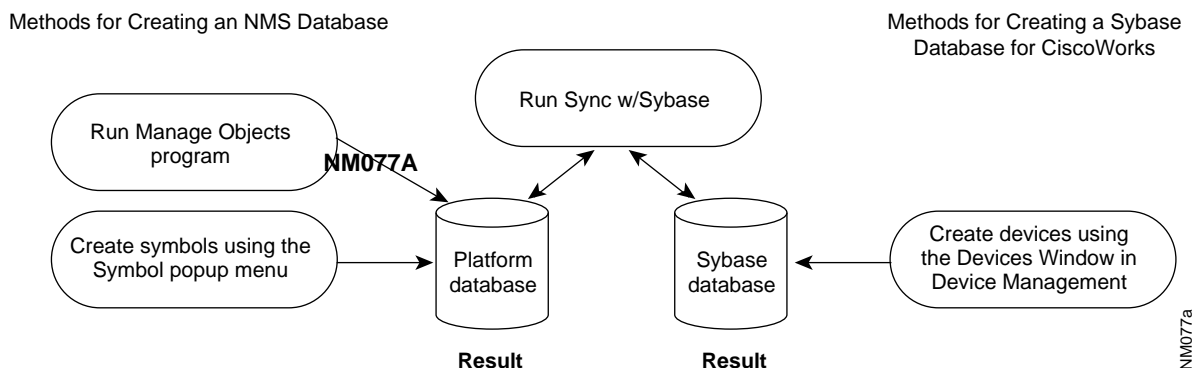 Methods for Creating an NMS Database
Methods for Creating a Sybase
Database for CiscoWorks
Run Sync w/Sybase
Run Manage Objects
program
NM077A
Create symbols using the
Symbol popup menu
Platform
database
Sybase
database
Create devices using
the Devices Window in
Device Management
Result
Result
NM077a